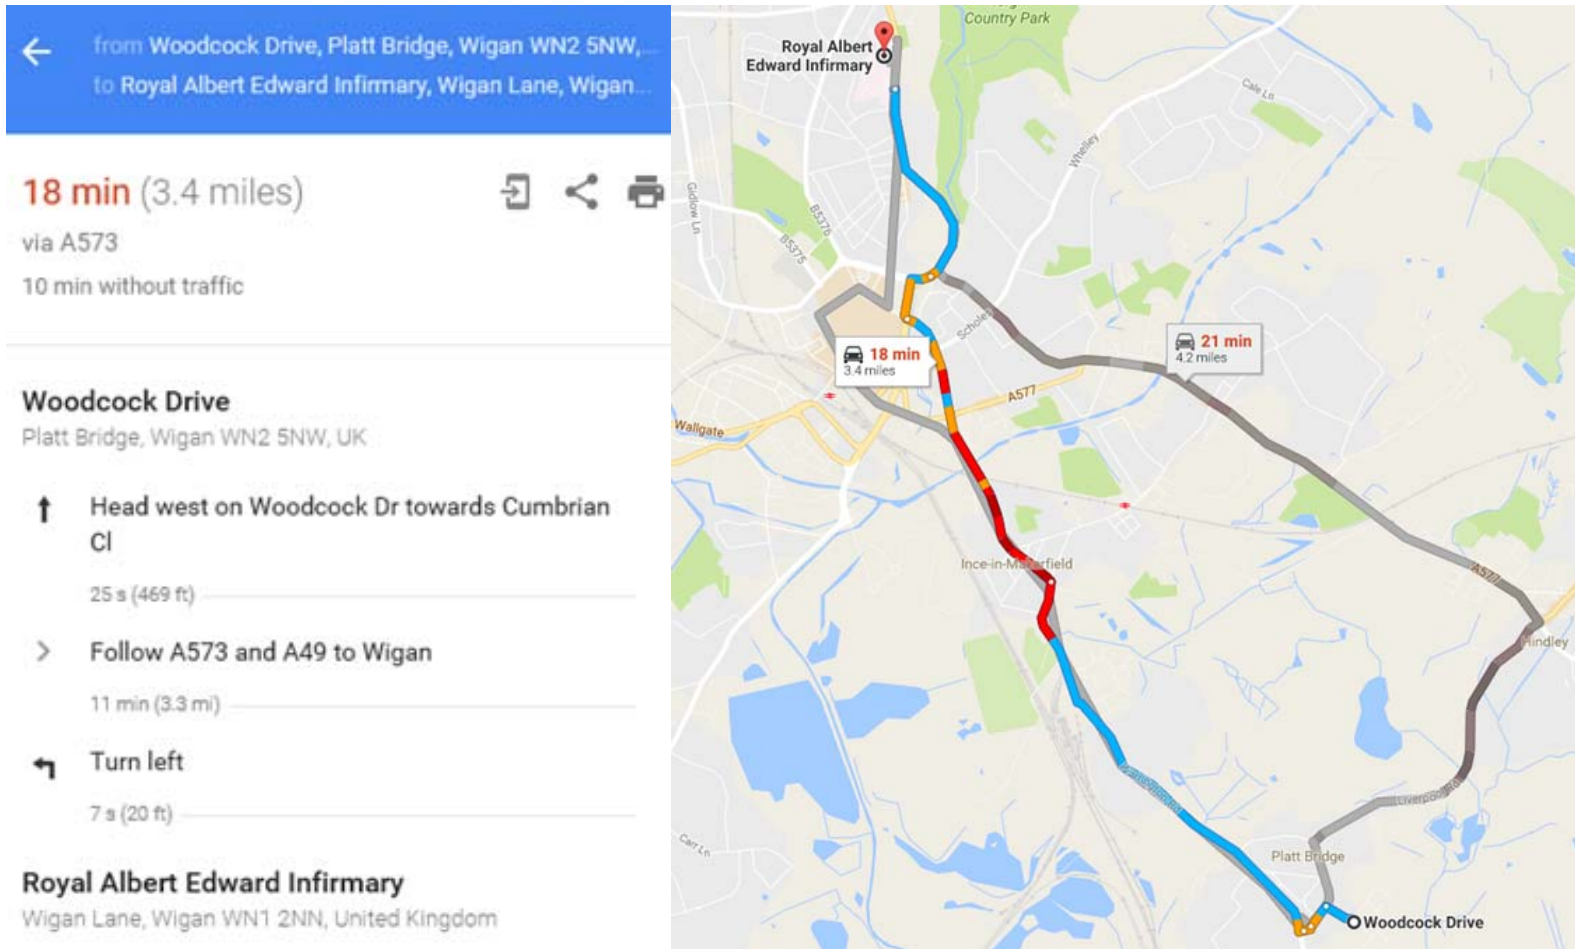 from Woodcock Drive, Platt Bridge, Wigan WN2 5NW,...
to Royal Albert Edward Infirmary, Wigan Lane, Wigan...
18 min (3.4 miles)
via A573
10 min without traffic
Woodcock Drive
Platt Bridge, Wigan WN2 5NW, UK
Head west on Woodcock Dr towards Cumbrian
Cl
25 s (469 ft)
Follow A573 and A49 to Wigan
11 min (3.3 mi)
Turn left
7 s (20 ft)
Royal Albert Edward Infirmary
Wigan Lane, Wigan WN1 2NN, United Kingdom
Country Park
Royal Albert
Edward Infirmary
Cale Ln
Whelley
Gidlow Ln
B5376
B5375
Scholes
18 min
3.4 miles
21 min
4.2 miles
A577
Wallgate
Ince-in-Makerfield
A577
Hindley
Liverpool Rd
Carr Ln
Platt Bridge
Woodcock Drive